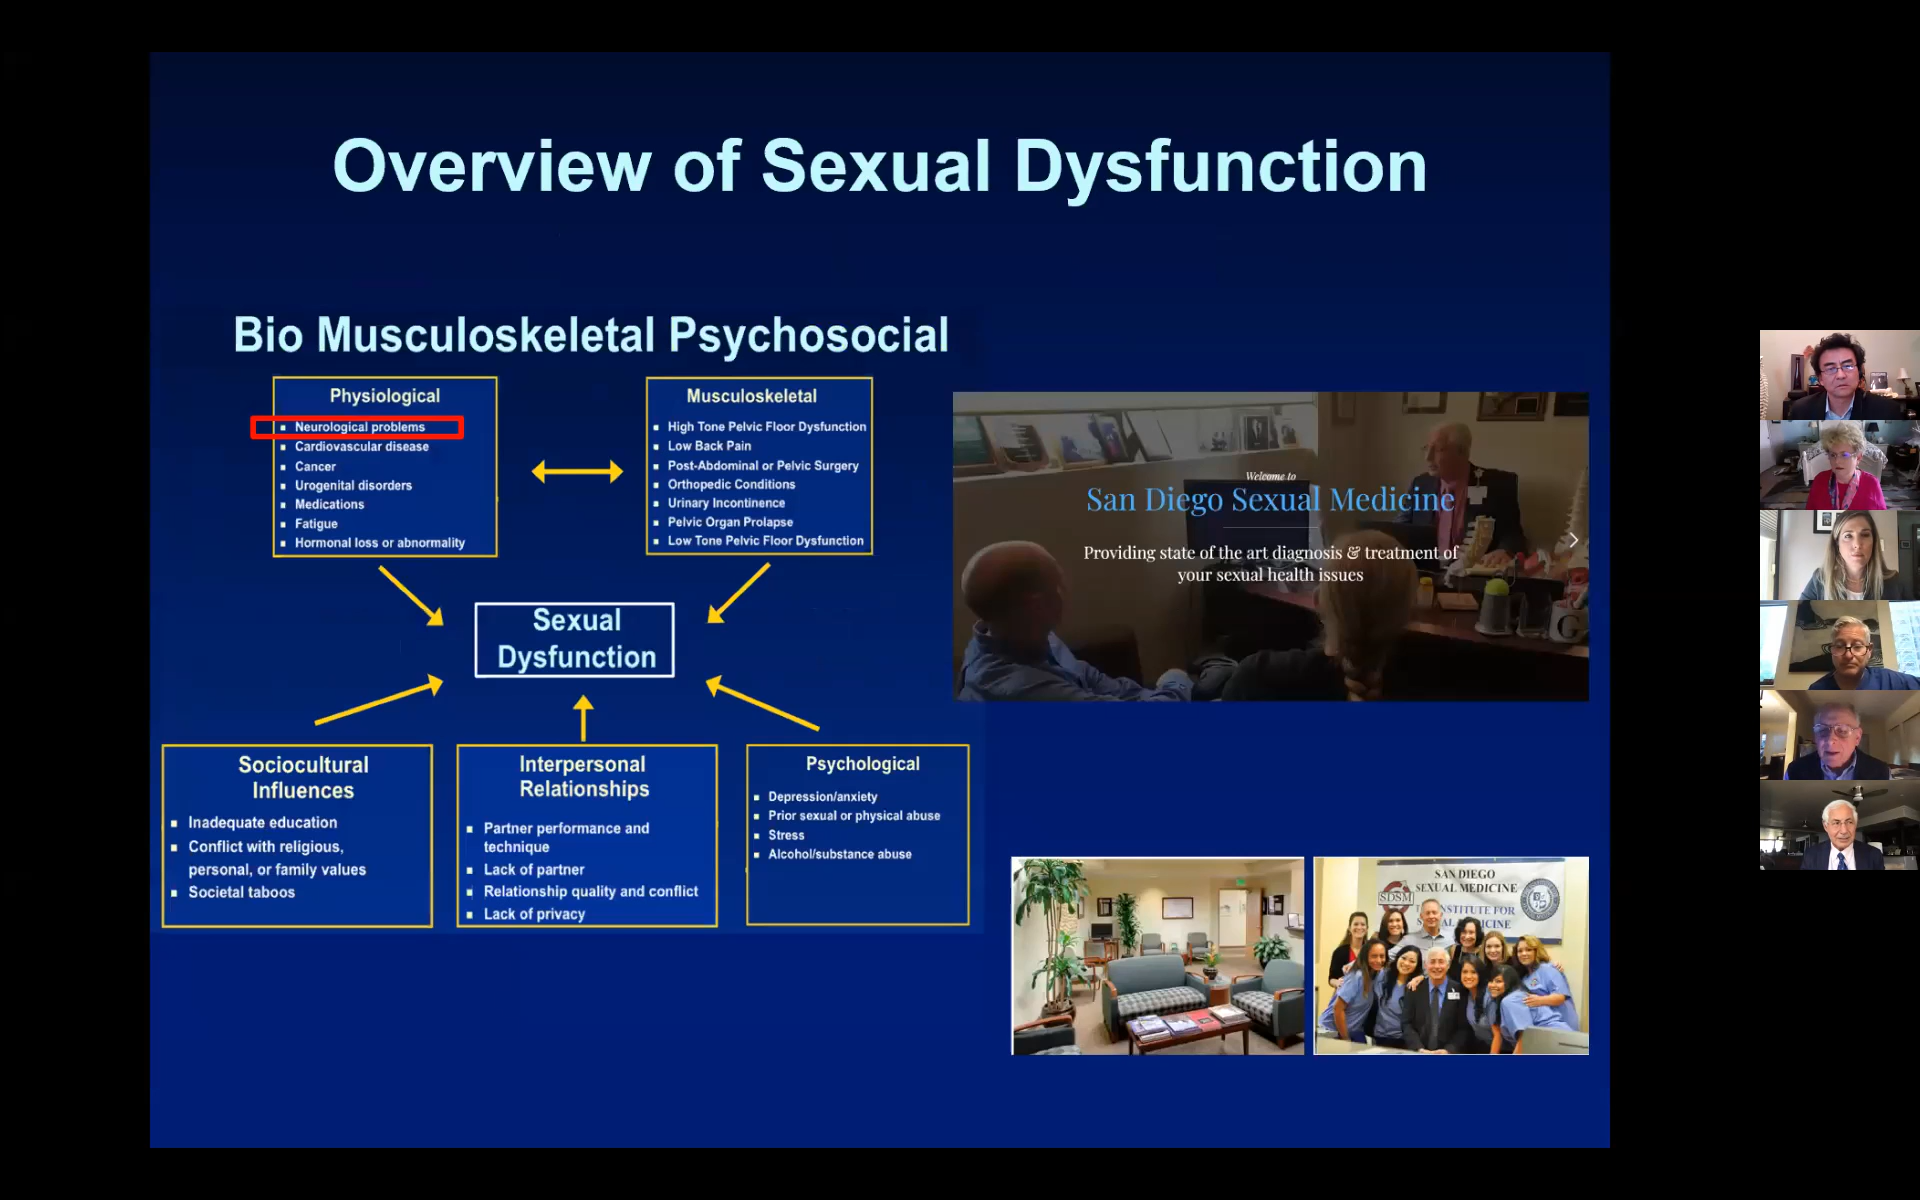 Overview of Sexual Dysfunction
Bio Musculoskeletal Psychosocial
Physiological
▪ Neurological problems
▪ Cardiovascular disease
▪ Cancer
▪ Urogenital disorders
▪ Medications
▪ Fatigue
▪ Hormonal loss or abnormality
Musculoskeletal
▪ High Tone Pelvic Floor Dysfunction
▪ Low Back Pain
▪ Post-Abdominal or Pelvic Surgery
▪ Orthopedic Conditions
▪ Urinary Incontinence
▪ Pelvic Organ Prolapse
▪ Low Tone Pelvic Floor Dysfunction
Sexual
Dysfunction
Sociocultural
Influences
▪ Inadequate education
▪ Conflict with religious,
personal, or family values
▪ Societal taboos
Interpersonal
Relationships
▪ Partner performance and
technique
▪ Lack of partner
▪ Relationship quality and conflict
▪ Lack of privacy
Psychological
▪ Depression/anxiety
▪ Prior sexual or physical abuse
▪ Stress
▪ Alcohol/substance abuse
Welcome to
San Diego Sexual Medicine
Providing state of the art diagnosis & treatment of
your sexual health issues
G
SAN DIEGO
SEXUAL MEDICINE
SDSM
INSTITUTE FOR
MEDICINE